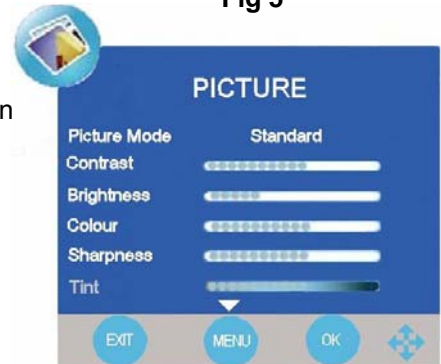 Fig 5
n
PICTURE
Picture Mode Standard
Contrast
Brightness
Colour
Sharpness
Tint
EXIT MENU OK